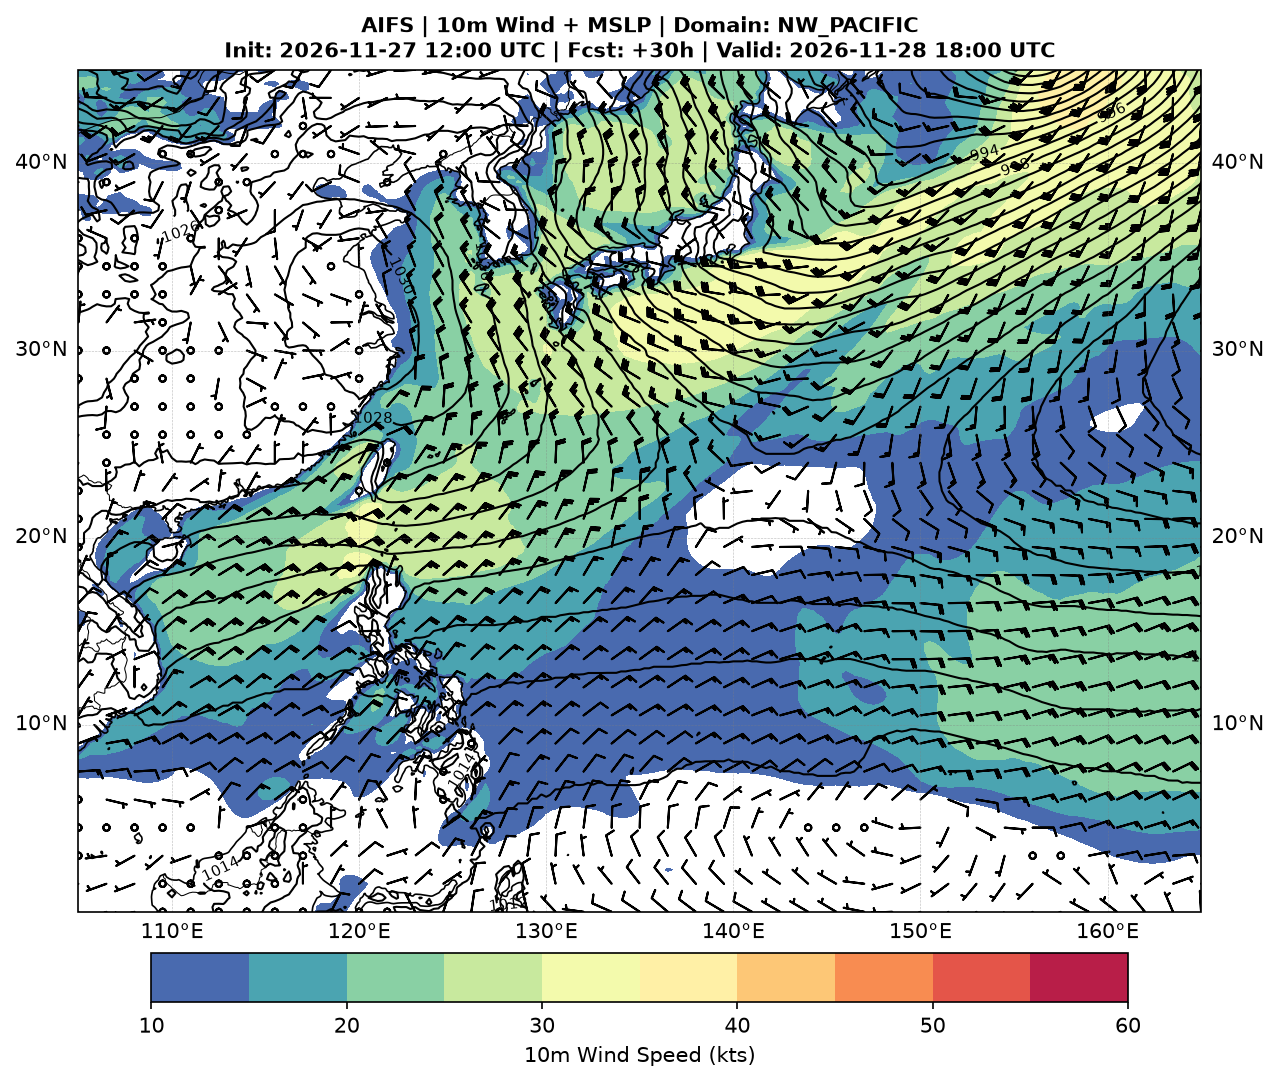 AIFS | 10m Wind + MSLP | Domain: NW_PACIFIC
Init: 2026-11-27 12:00 UTC | Fcst: +30h | Valid: 2026-11-28 18:00 UTC
996
994
998
40°N
40°N
1026
1030
30°N
30°N
1028
20°N
20°N
10°N
10°N
1014
1014
110°E
120°E
130°E
140°E
150°E
160°E
10
20
30
40
50
60
10m Wind Speed (kts)